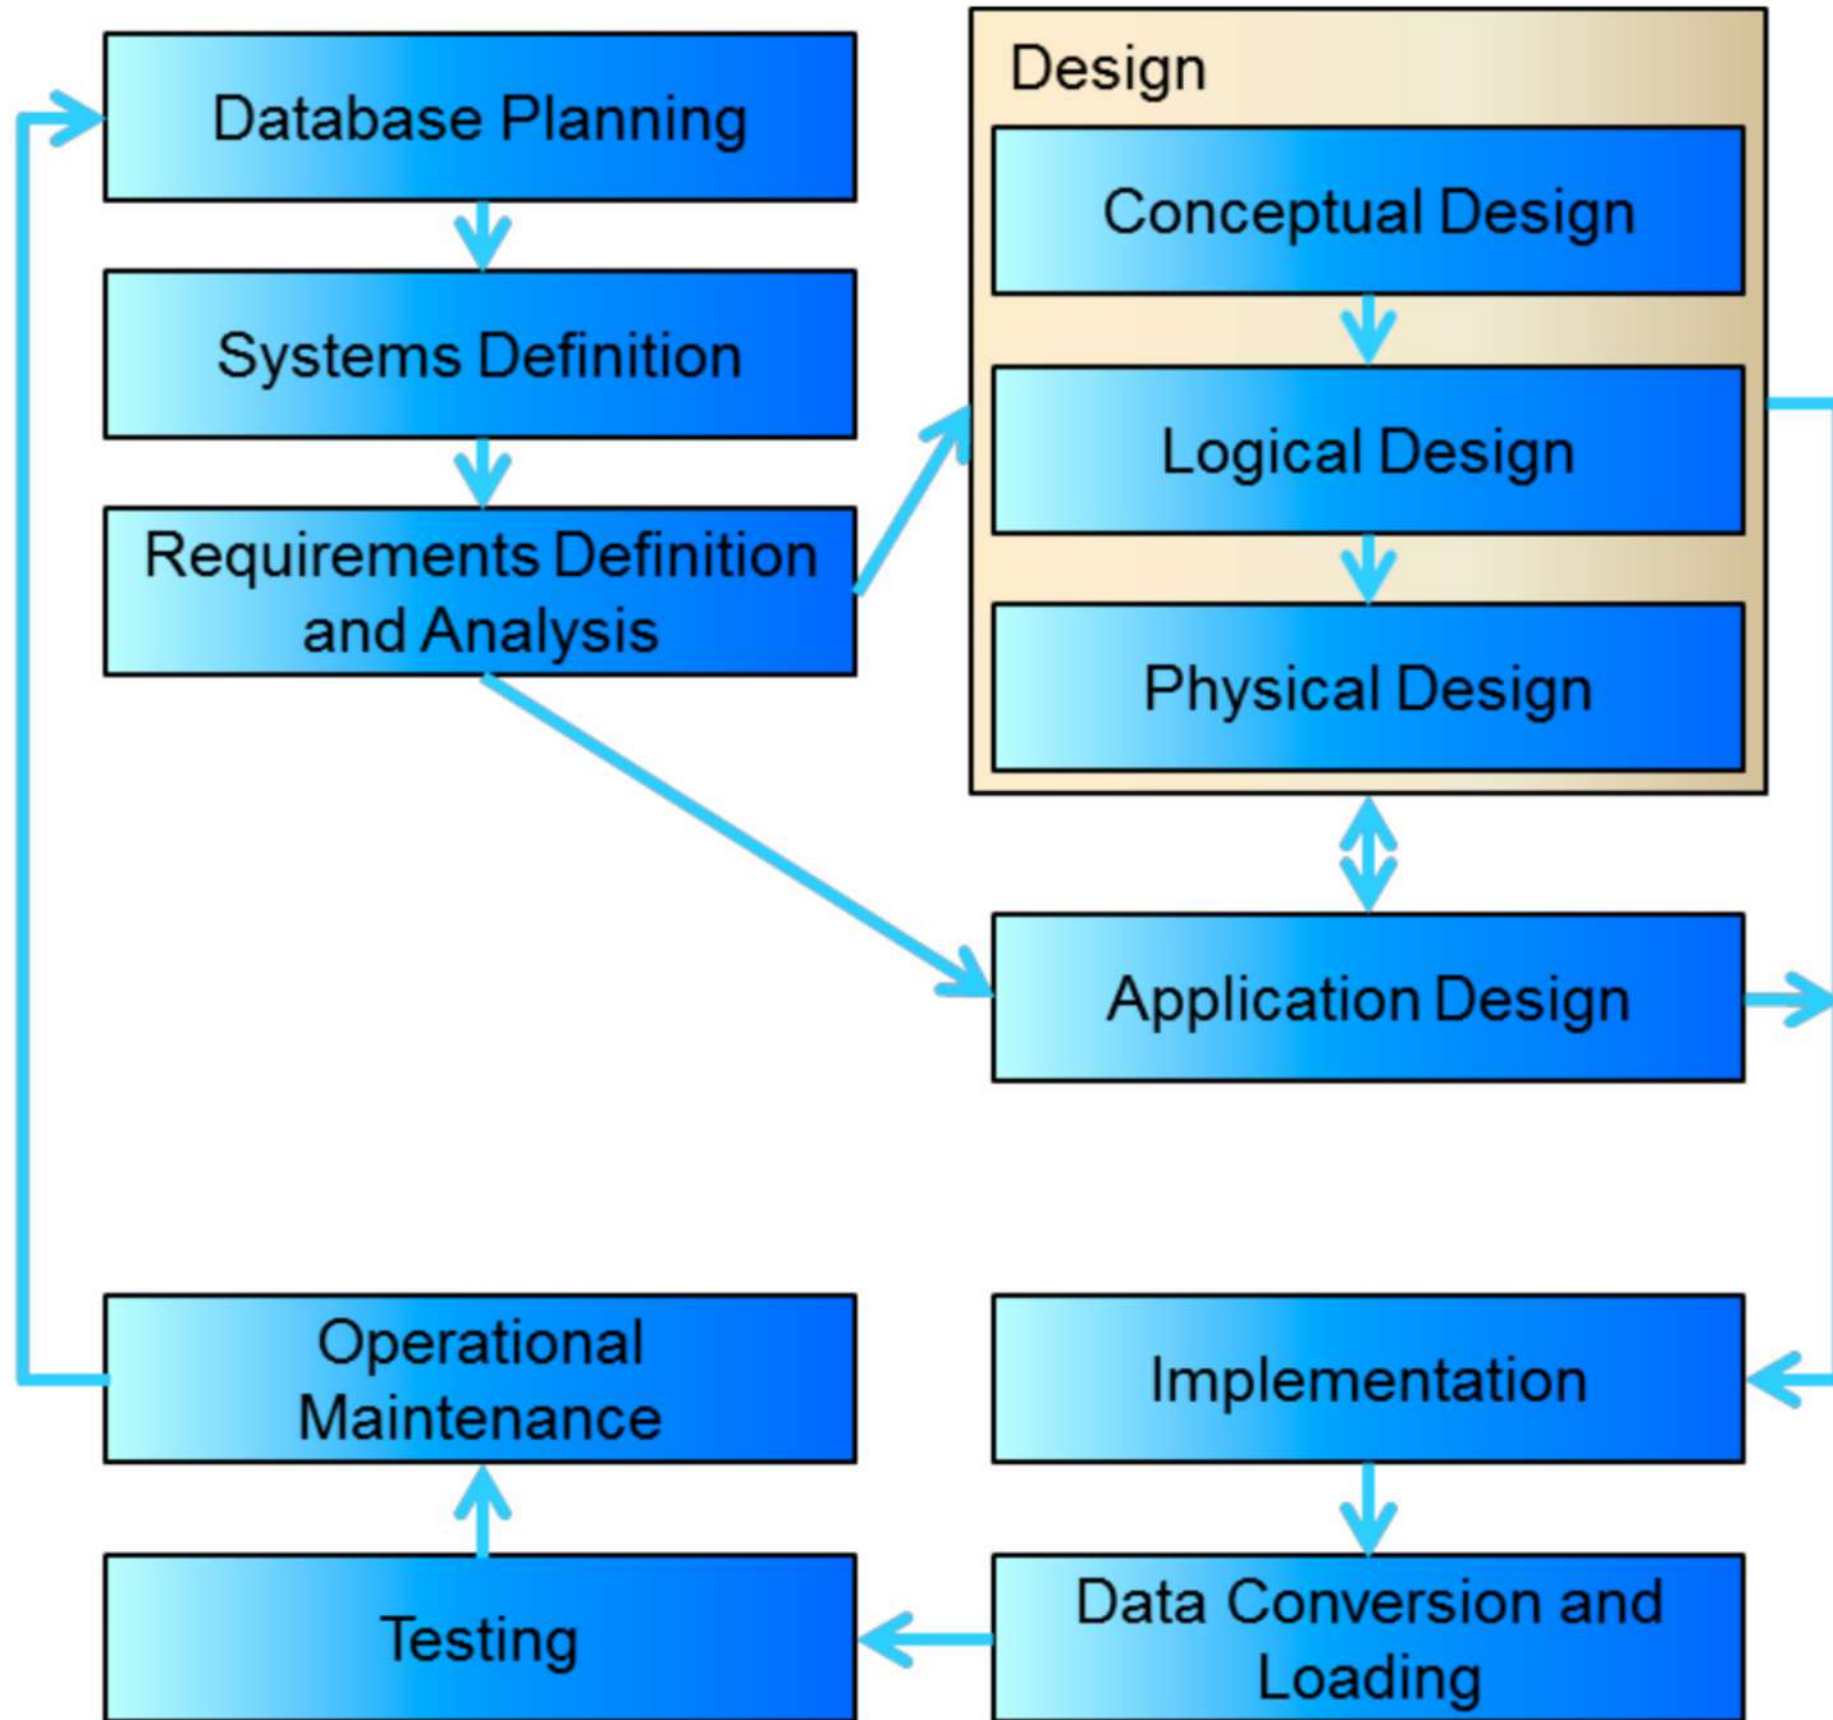 Database Planning
Systems Definition
Requirements Definition
and Analysis
Design
Conceptual Design
Logical Design
Physical Design
Application Design
Operational
Maintenance
Implementation
Testing
Data Conversion and
Loading